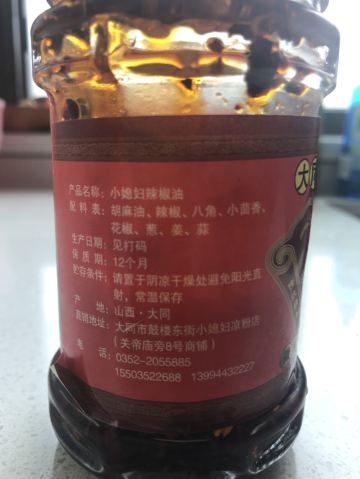 产品名称：小媳妇辣椒油
配料表：胡麻油、辣椒、八角、小茴香、
花椒、葱、姜、蒜
生产日期：见打码
保质期：12个月
贮存条件：请置于阴凉干燥处避免阳光直
射，常温保存
产地：山西·大同
直销地址：大同市鼓楼东街小媳妇凉粉店
（关帝庙旁8号商铺）
电话：0352-2055885
15503522688 13994432227
大